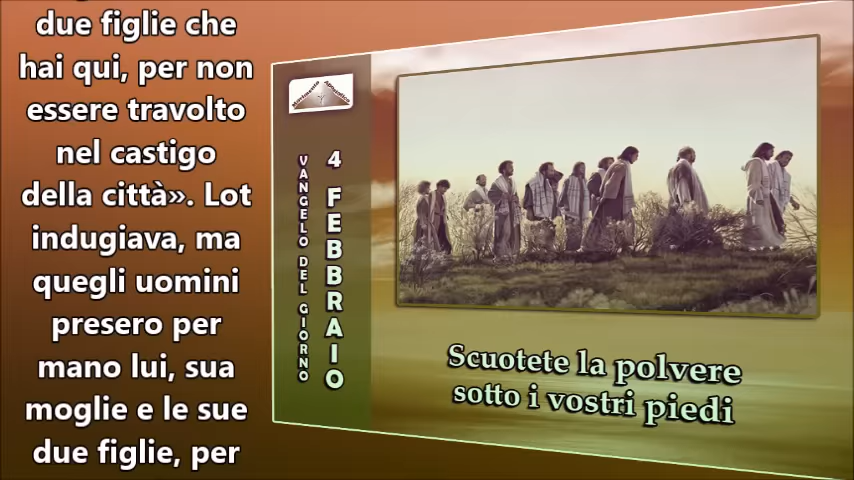 due figlie che
hai qui, per non
essere travolto
nel castigo
della città». Lot
indugiava, ma
quegli uomini
presero per
mano lui, sua
moglie e le sue
due figlie, per
Movimento Apostolico
VANGELO DEL GIORNO
4 FEBBRAIO
Scuotete la polvere
sotto i vostri piedi